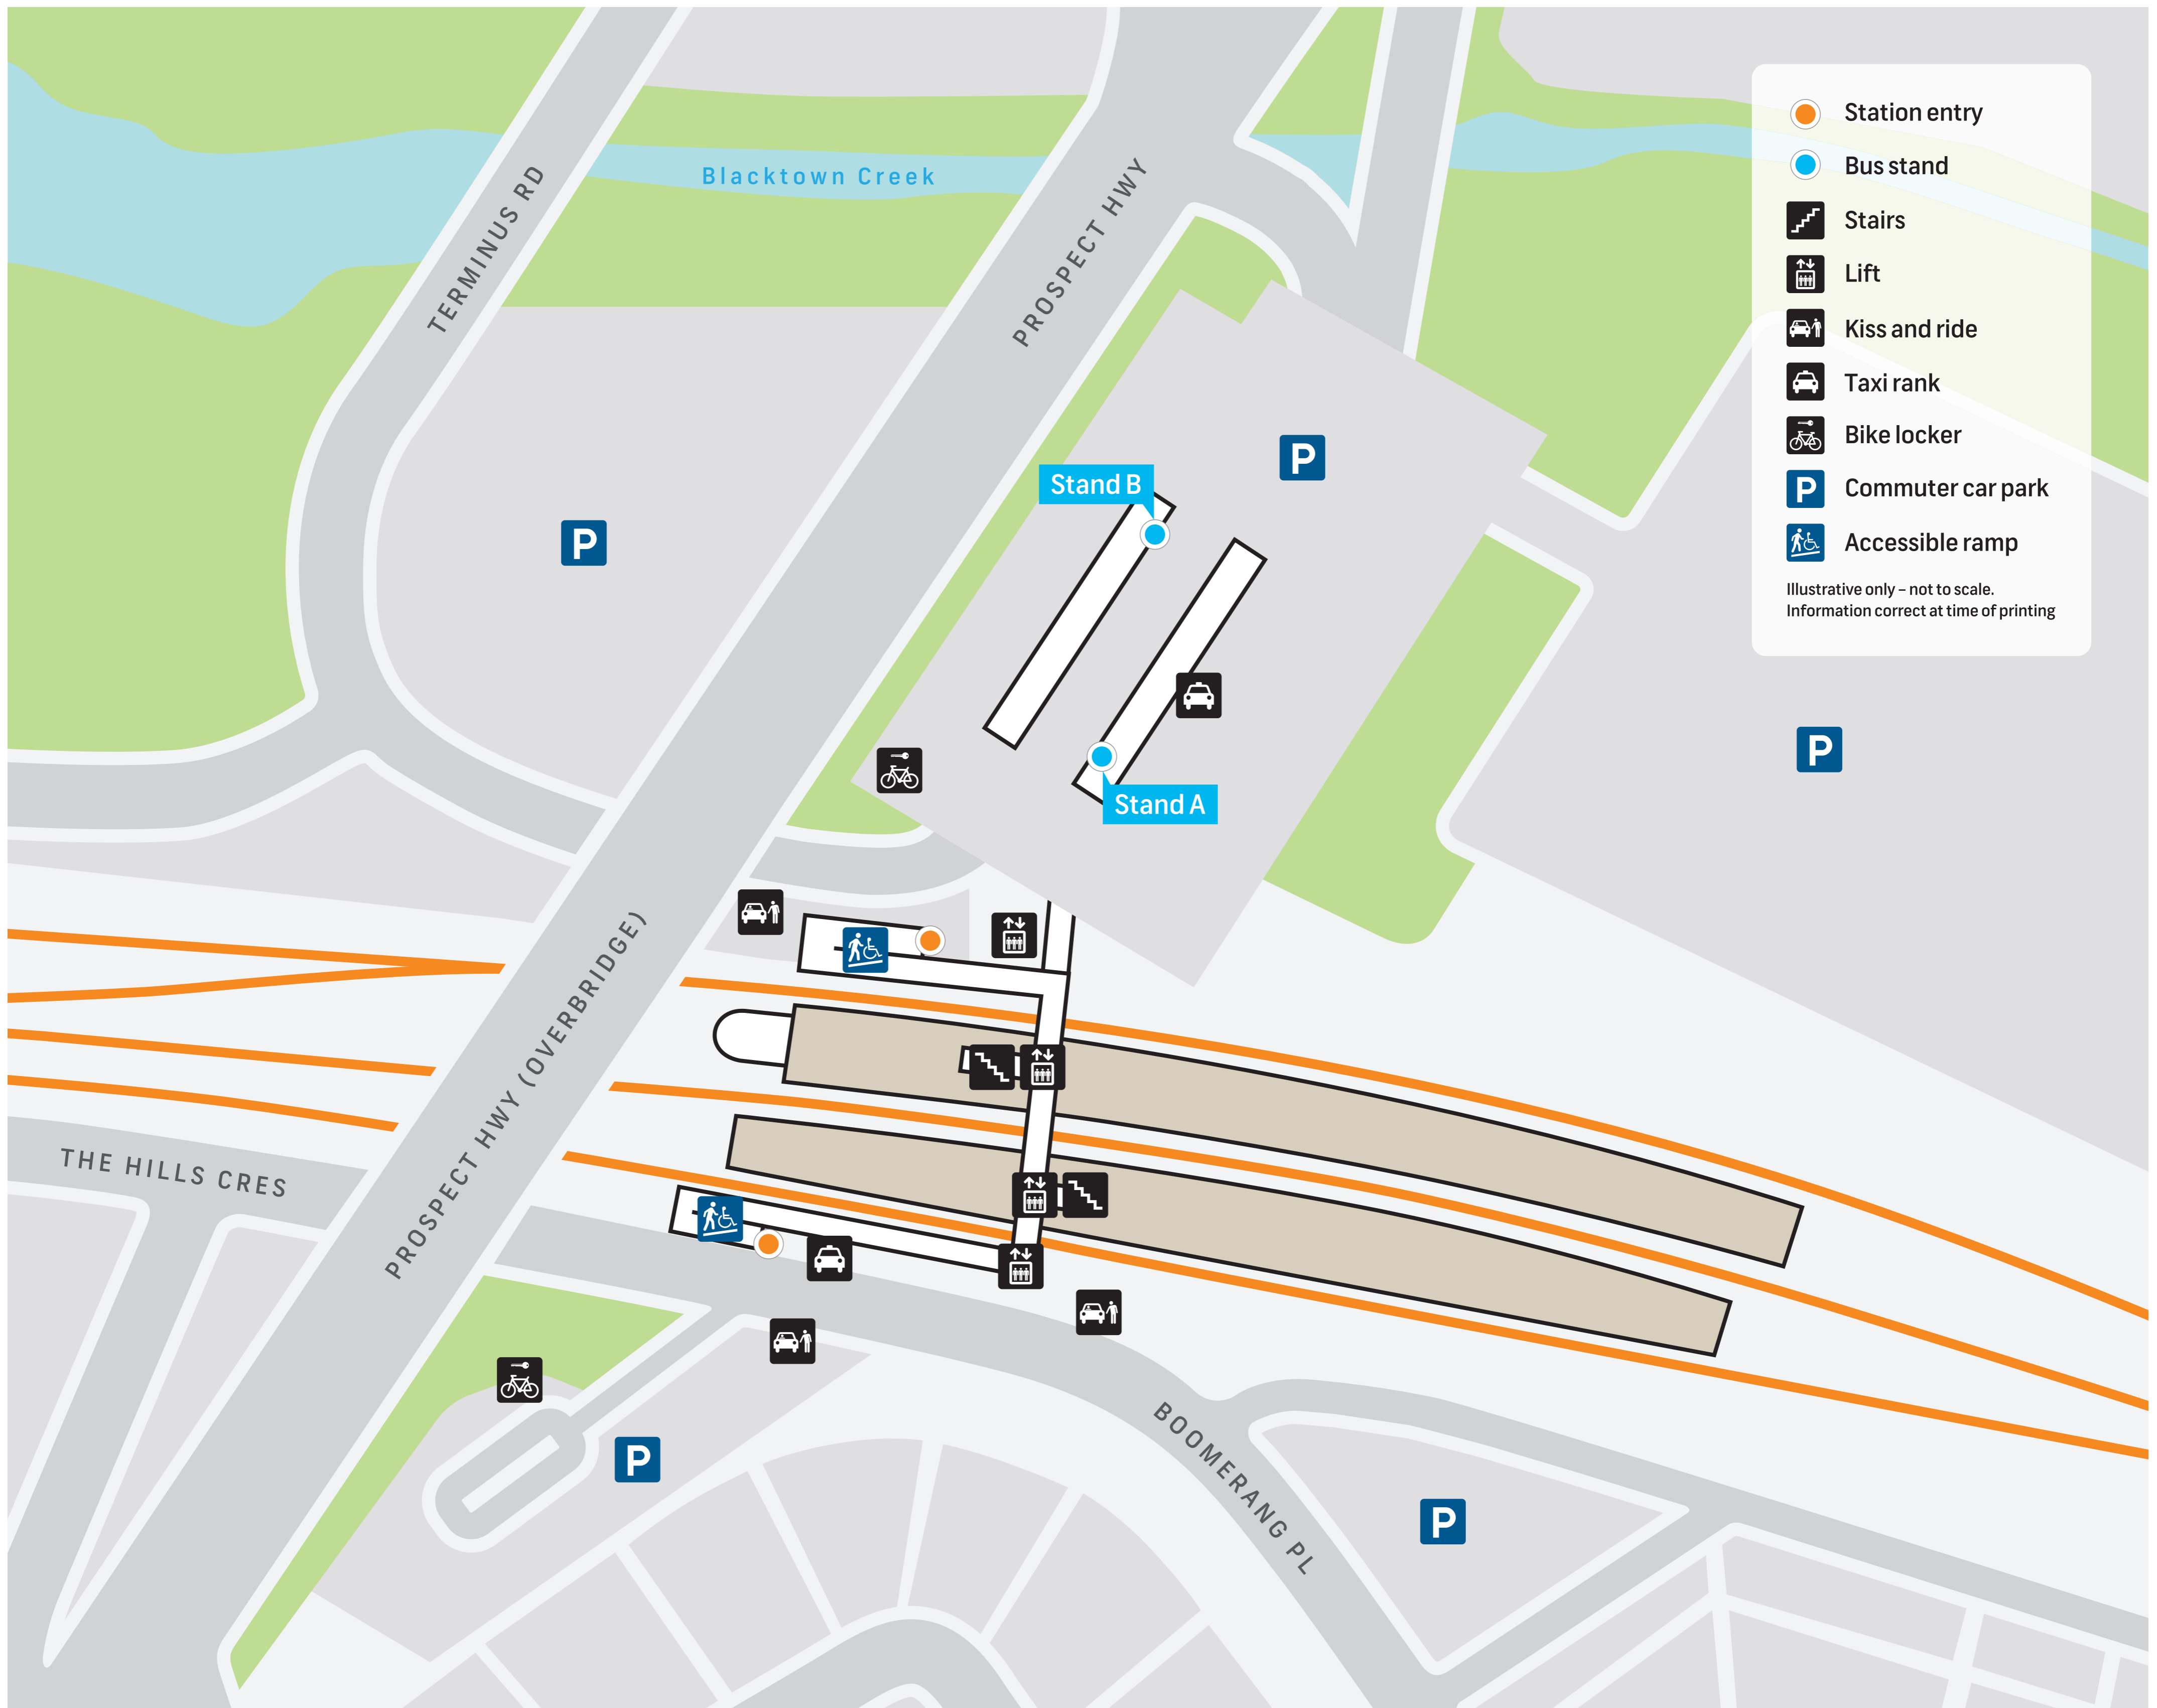 TERMINUS RD
Blacktown Creek
PROSPECT HWY
Stand B
Stand A
PROSPECT HWY (OVERBRIDGE)
THE HILLS CRES
BOOMERANG PL
P
P
P
P
P
Station entry
Bus stand
Stairs
Lift
Kiss and ride
Taxi rank
Bike locker
P Commuter car park
Accessible ramp
Illustrative only – not to scale.
Information correct at time of printing